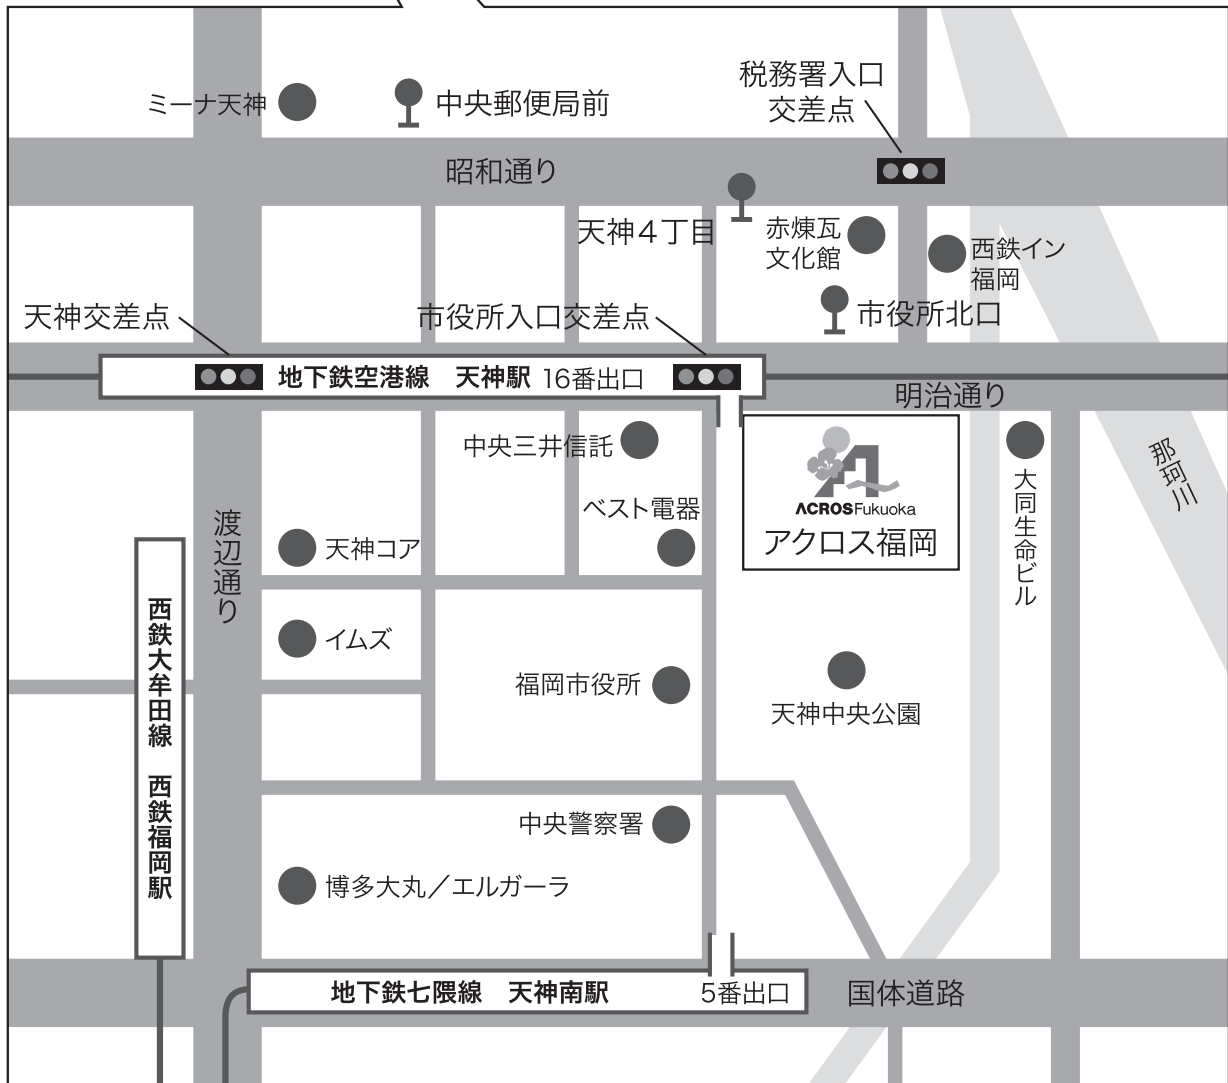 ミーナ天神
中央郵便局前
税務署入口
交差点
昭和通り
天神4丁目
赤煉瓦
文化館
西鉄イン
福岡
天神交差点
市役所入口交差点
市役所北口
地下鉄空港線 天神駅 16番出口
明治通り
中央三井信託
ACROS Fukuoka
アクロス福岡
大同生命ビル
那珂川
ベスト電器
渡辺通り
天神コア
イムズ
西鉄大牟田線 西鉄福岡駅
福岡市役所
天神中央公園
中央警察署
博多大丸／エルガーラ
地下鉄七隈線 天神南駅 5番出口
国体道路